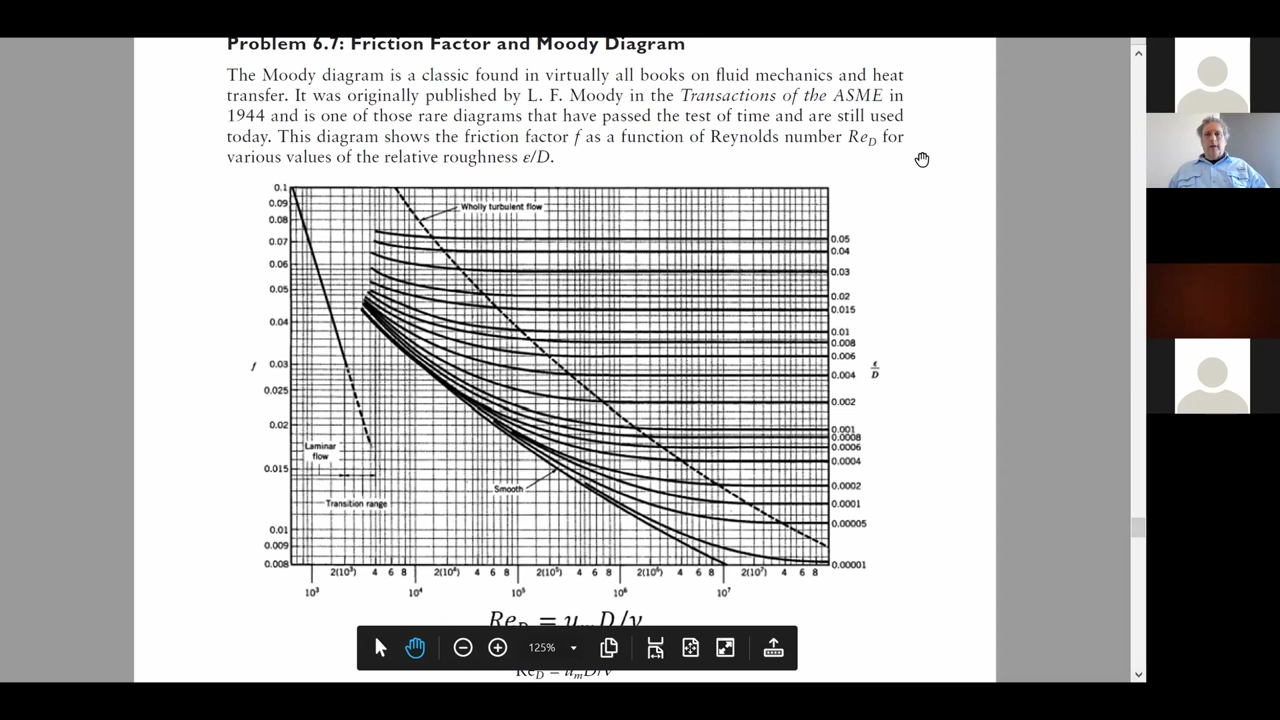 Problem 6.7: Friction Factor and Moody Diagram
The Moody diagram is a classic found in virtually all books on fluid mechanics and heat
transfer. It was originally published by L. F. Moody in the Transactions of the ASME in
1944 and is one of those rare diagrams that have passed the test of time and are still used
today. This diagram shows the friction factor f as a function of Reynolds number Re_D for
various values of the relative roughness ε/D.
0.1
0.09
0.08
0.07
0.06
0.05
0.04
0.03
0.025
0.02
0.015
0.01
0.009
0.008
f
Wholly turbulent flow
Laminar
flow
Transition range
Smooth
0.05
0.04
0.03
0.02
0.015
0.01
0.008
0.006
0.004
0.002
0.001
0.0008
0.0006
0.0004
0.0002
0.0001
0.00005
0.00001
ε/D
2(10³) 4 6 8 2(10⁴) 4 6 8 2(10⁵) 4 6 8 2(10⁶) 4 6 8 2(10⁷) 4 6 8
10³ 10⁴ 10⁵ 10⁶ 10⁷
Re_D = u_m D/ν
125%
Re_D = u_m D/ν